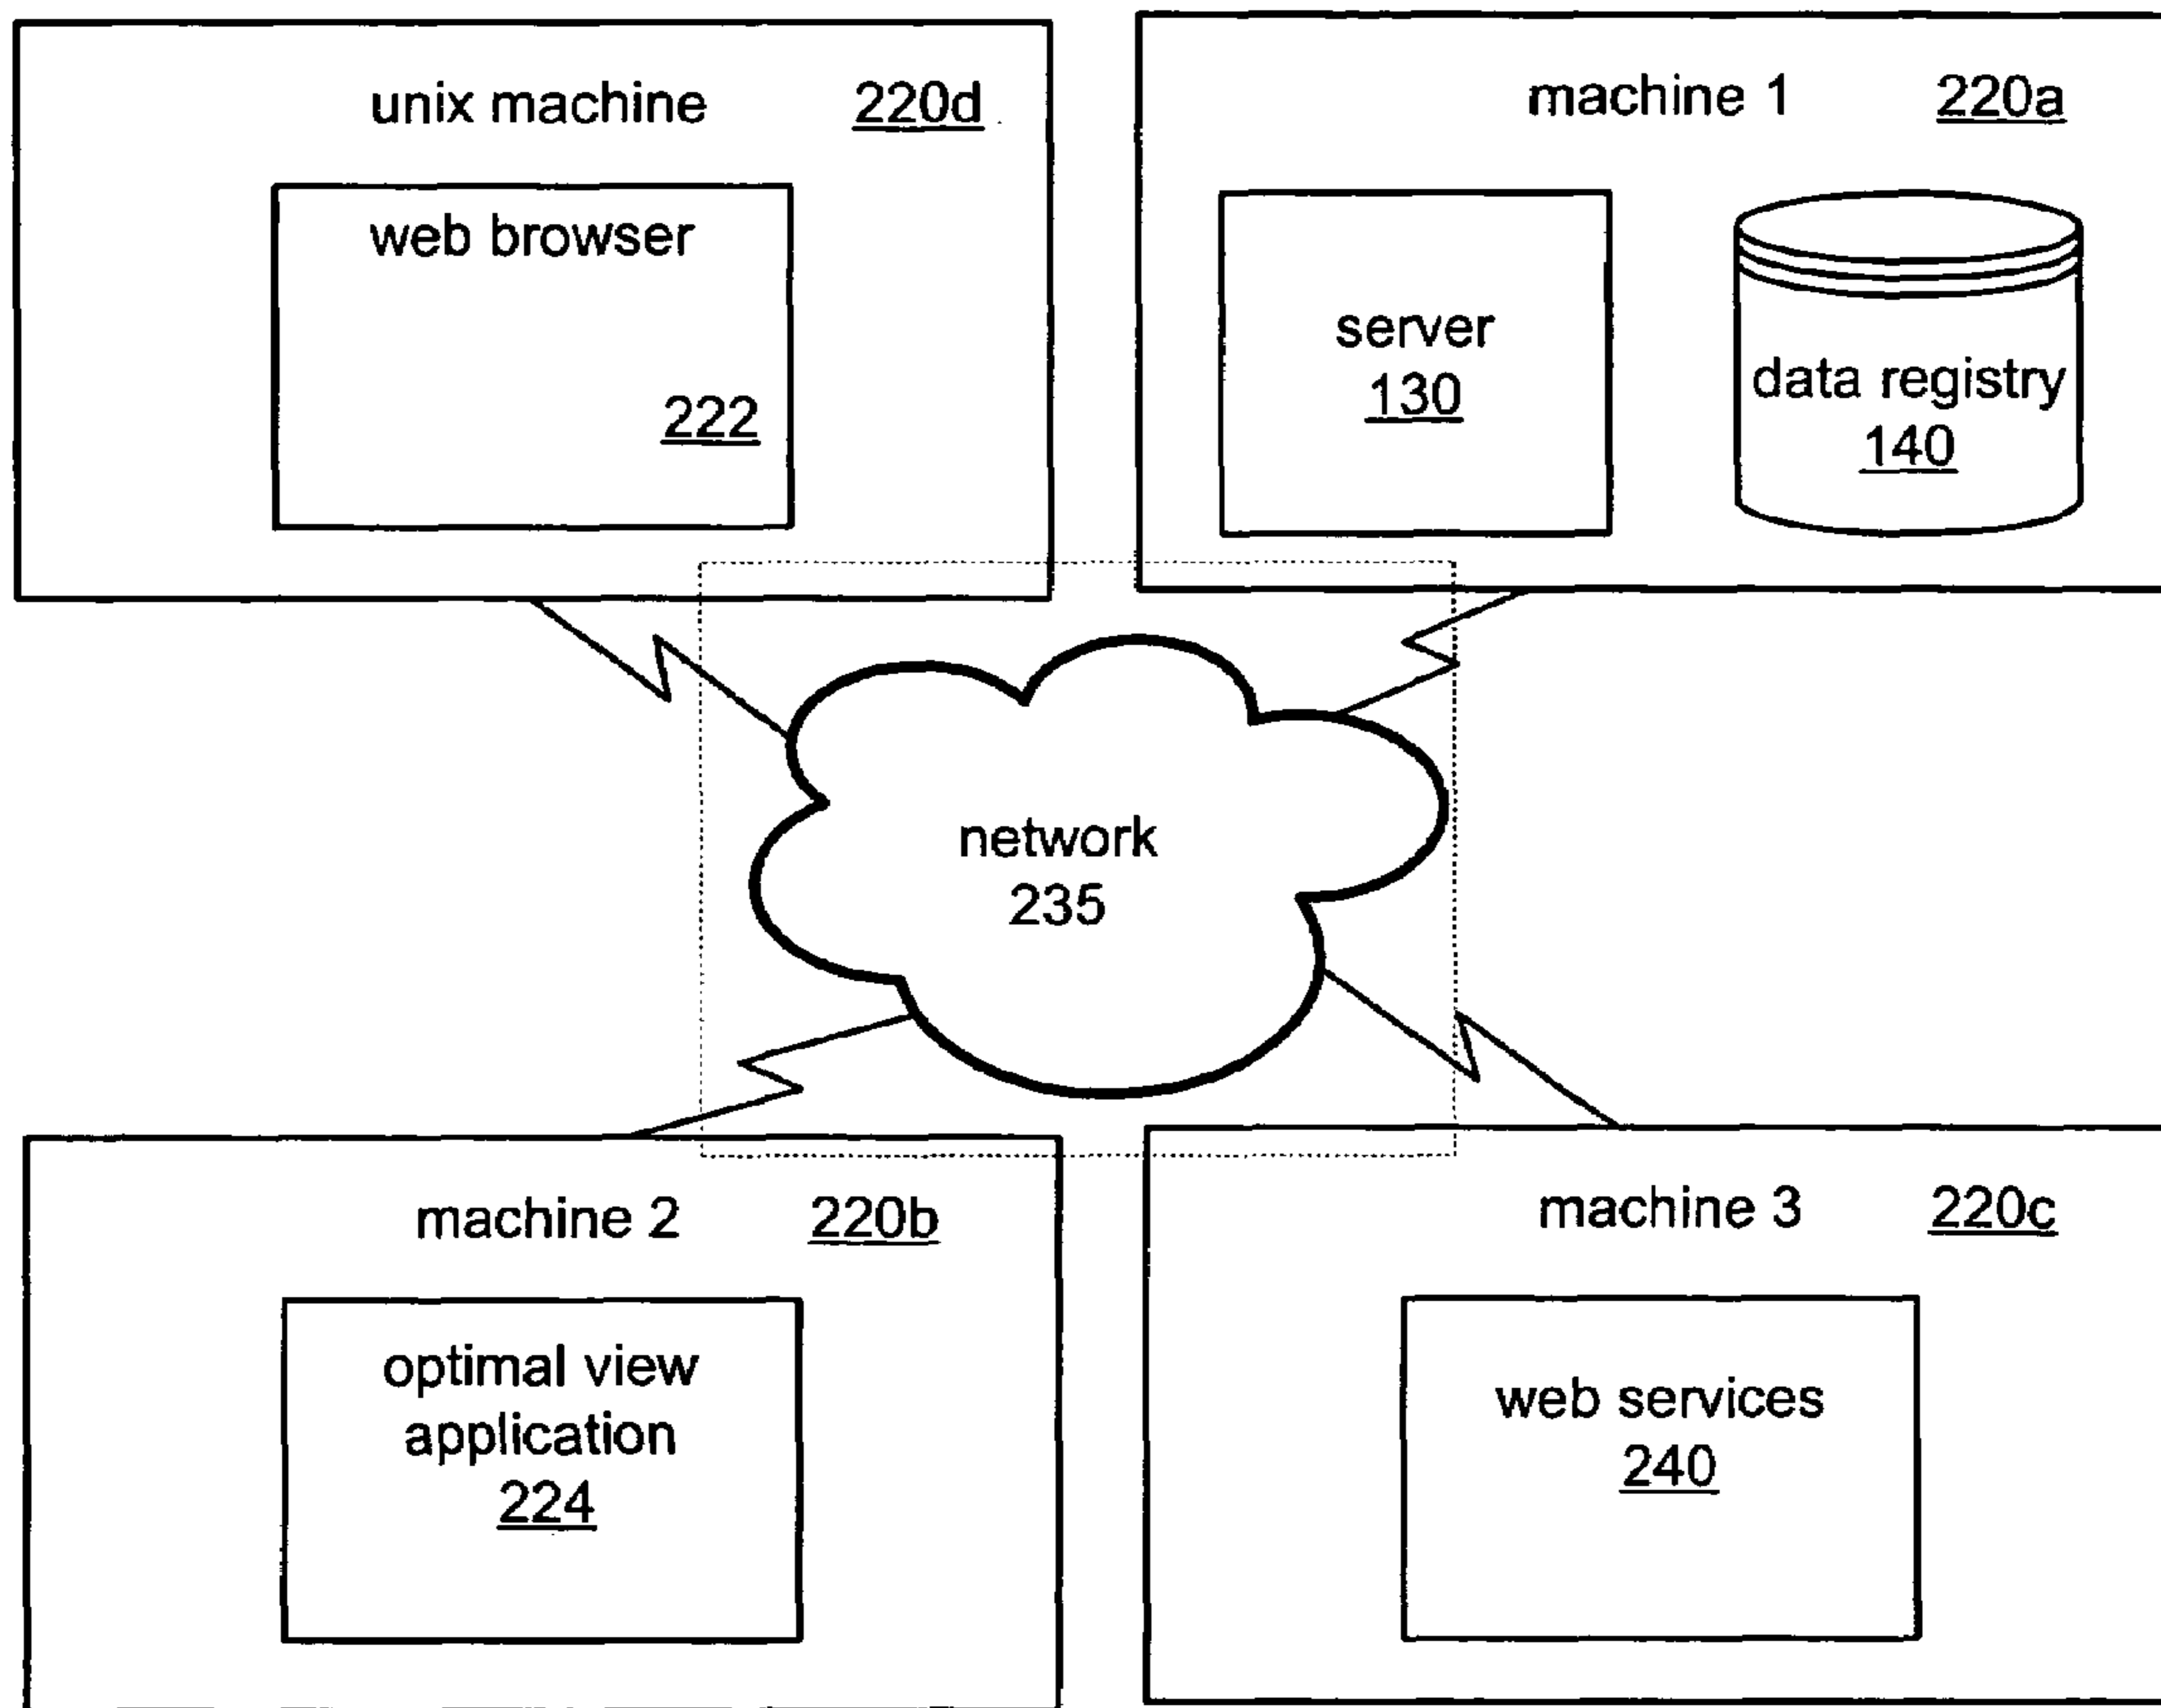 unix machine 220d
web browser
222
machine 1 220a
server
130
data registry
140
network
235
machine 2 220b
optimal view
application
224
machine 3 220c
web services
240